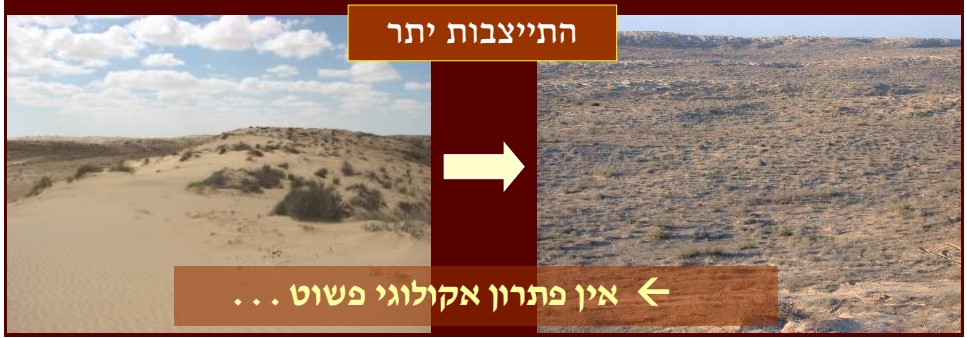 התייצבות יתר
← אין פתרון אקולוגי פשוט . . .